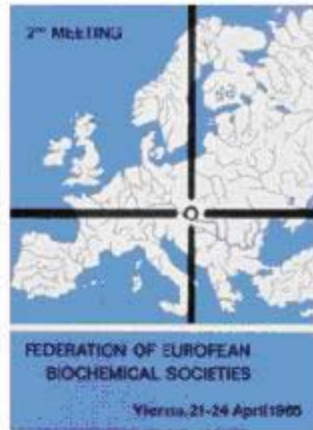 2ND MEETING
FEDERATION OF EUROPEAN
BIOCHEMICAL SOCIETIES
Vienna, 21-24 April 1965